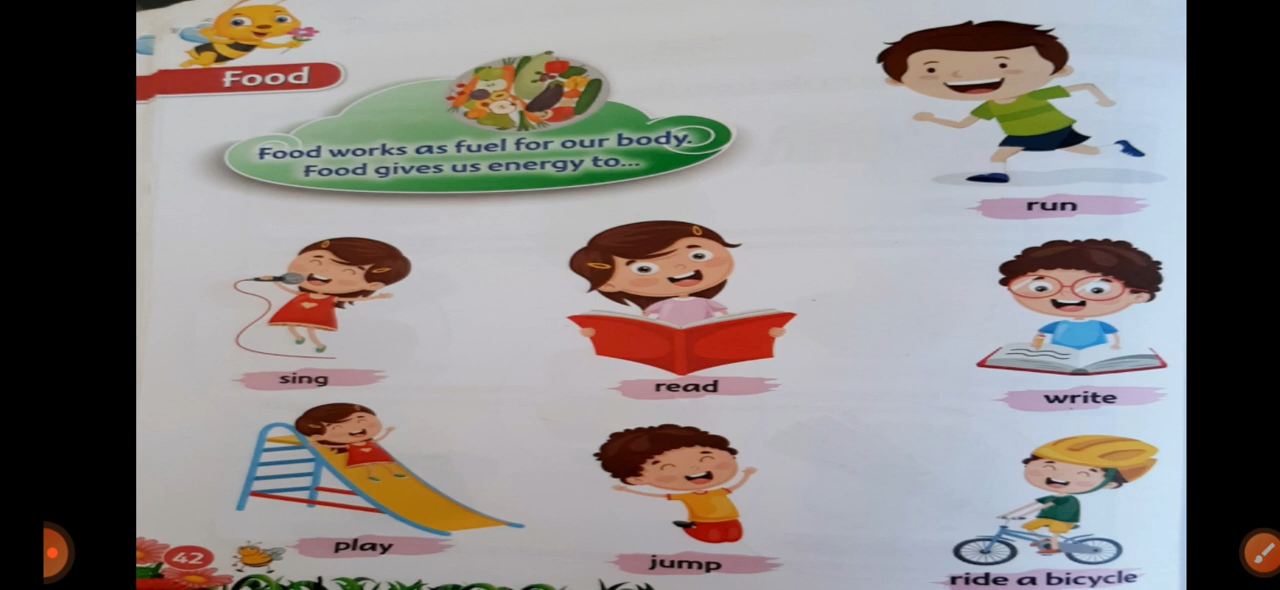 Food
Food works as fuel for our body.
Food gives us energy to...
run
sing
read
write
play
jump
ride a bicycle
42